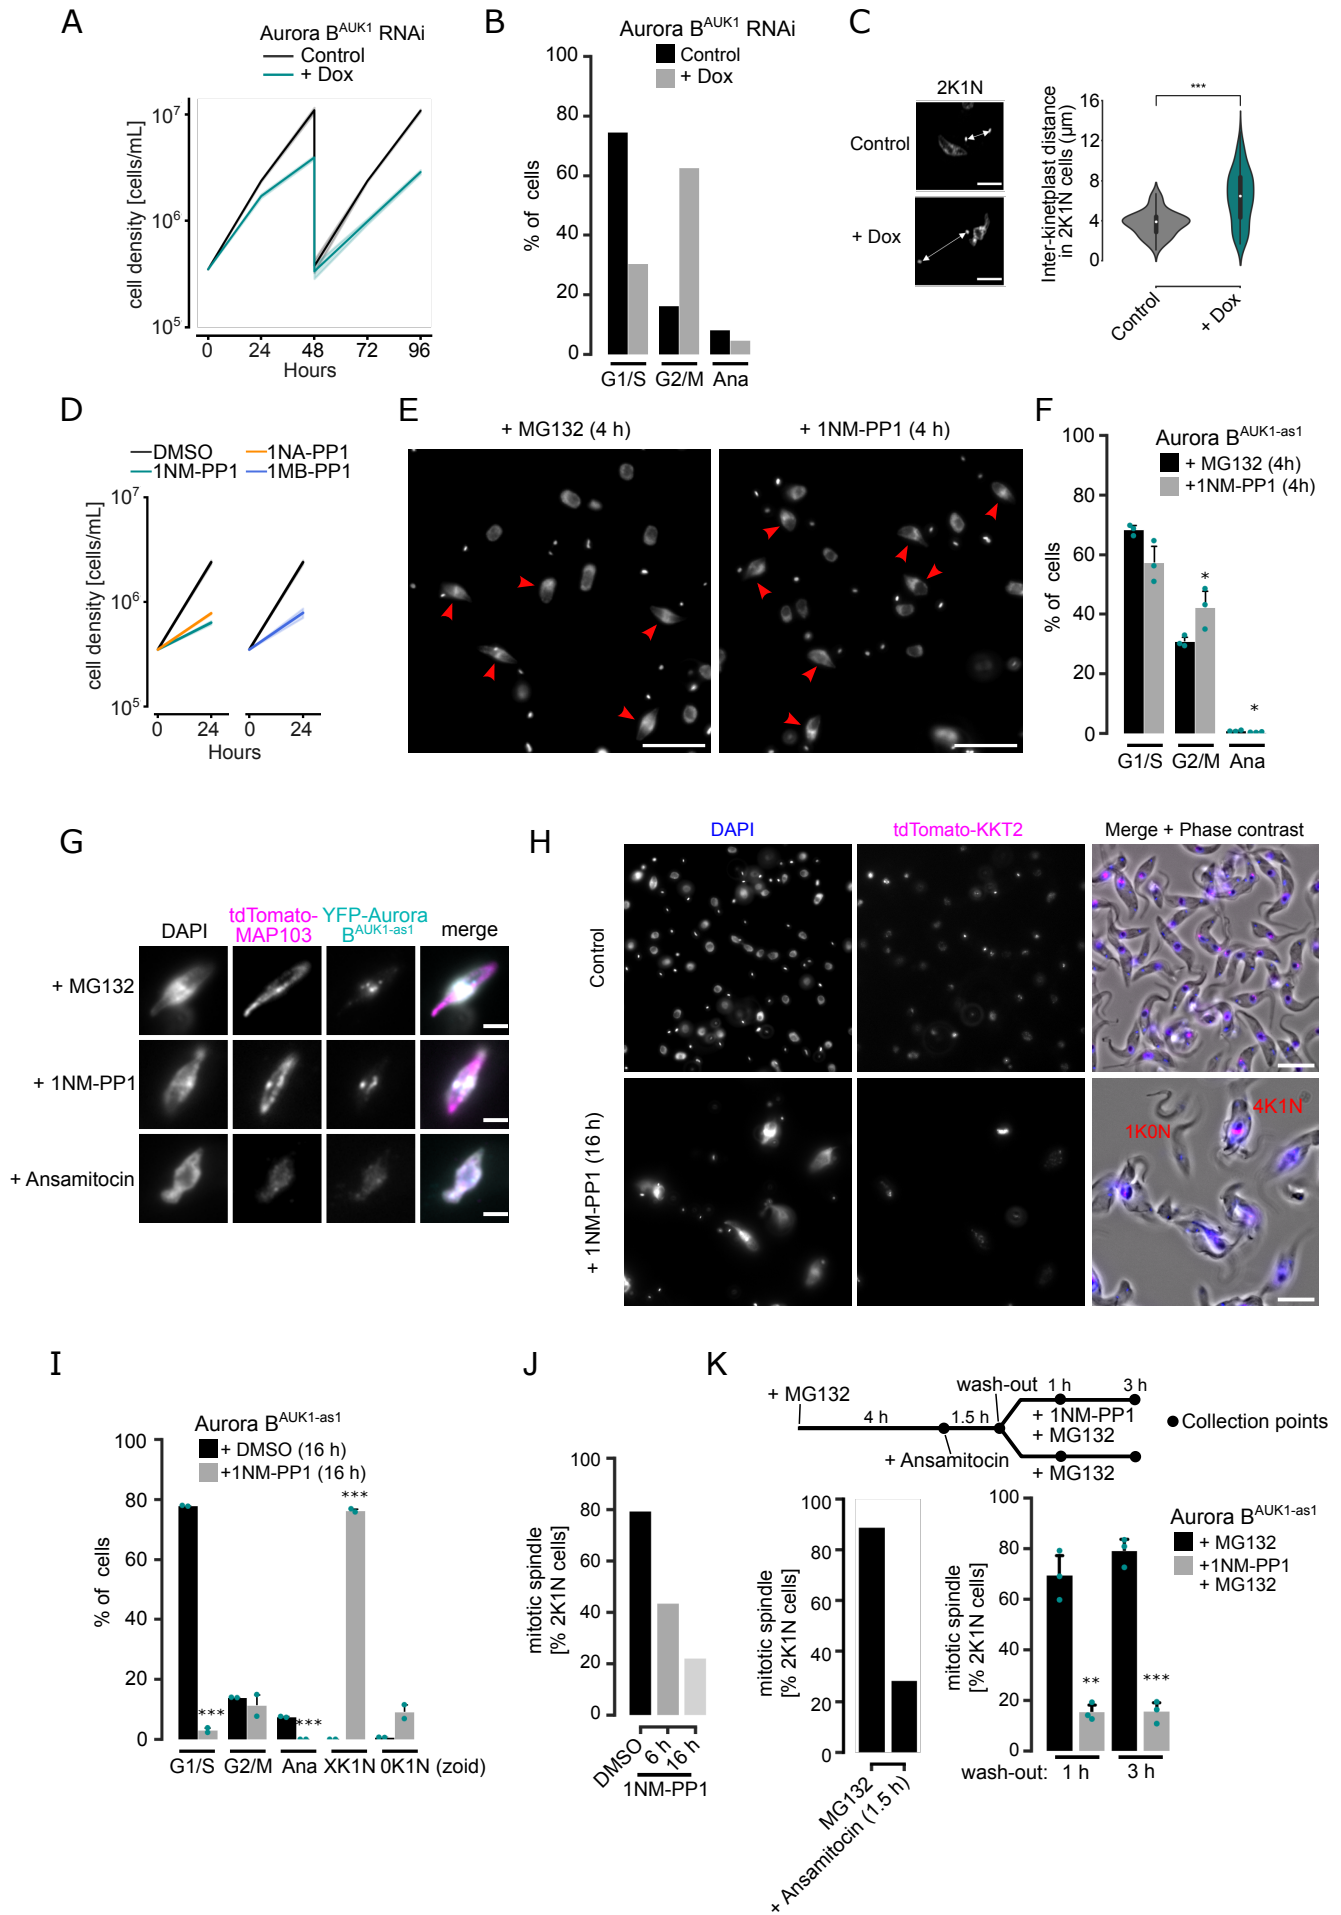 A
Aurora B^AUK1 RNAi
Control
+ Dox
cell density [cells/mL]
10^7
10^6
10^5
0 24 48 72 96
Hours
B
Aurora B^AUK1 RNAi
Control
+ Dox
% of cells
100
80
60
40
20
0
G1/S G2/M Ana
C
2K1N
Control
+ Dox
Inter-kinetplast distance
in 2K1N cells (µm)
16
12
8
4
0
***
Control
+ Dox
D
DMSO 1NA-PP1
1NM-PP1 1MB-PP1
cell density [cells/mL]
10^7
10^6
10^5
0 24 0 24
Hours
E
+ MG132 (4 h) + 1NM-PP1 (4 h)
F
Aurora B^AUK1-as1
+ MG132 (4h)
+1NM-PP1 (4h)
% of cells
100
80
60
40
20
0
*
*
G1/S G2/M Ana
G
DAPI
tdTomato-
MAP103
YFP-Aurora
B^AUK1-as1
merge
+ MG132
+ 1NM-PP1
+ Ansamitocin
H
DAPI tdTomato-KKT2 Merge + Phase contrast
Control
+ 1NM-PP1 (16 h)
4K1N
1K0N
I
Aurora B^AUK1-as1
+ DMSO (16 h)
+1NM-PP1 (16 h)
% of cells
100
80
60
40
20
0
***
***
***
G1/S G2/M Ana XK1N 0K1N (zoid)
J
mitotic spindle
[% 2K1N cells]
100
80
60
40
20
0
DMSO
6 h
16 h
1NM-PP1
K
+ MG132
4 h
1.5 h
wash-out
1 h 3 h
+ 1NM-PP1
+ MG132
+ Ansamitocin
+ MG132
Collection points
mitotic spindle
[% 2K1N cells]
100
80
60
40
20
0
MG132
+ Ansamitocin (1.5 h)
mitotic spindle
[% 2K1N cells]
100
80
60
40
20
0
Aurora B^AUK1-as1
+ MG132
+1NM-PP1
+ MG132
**
***
wash-out: 1 h 3 h